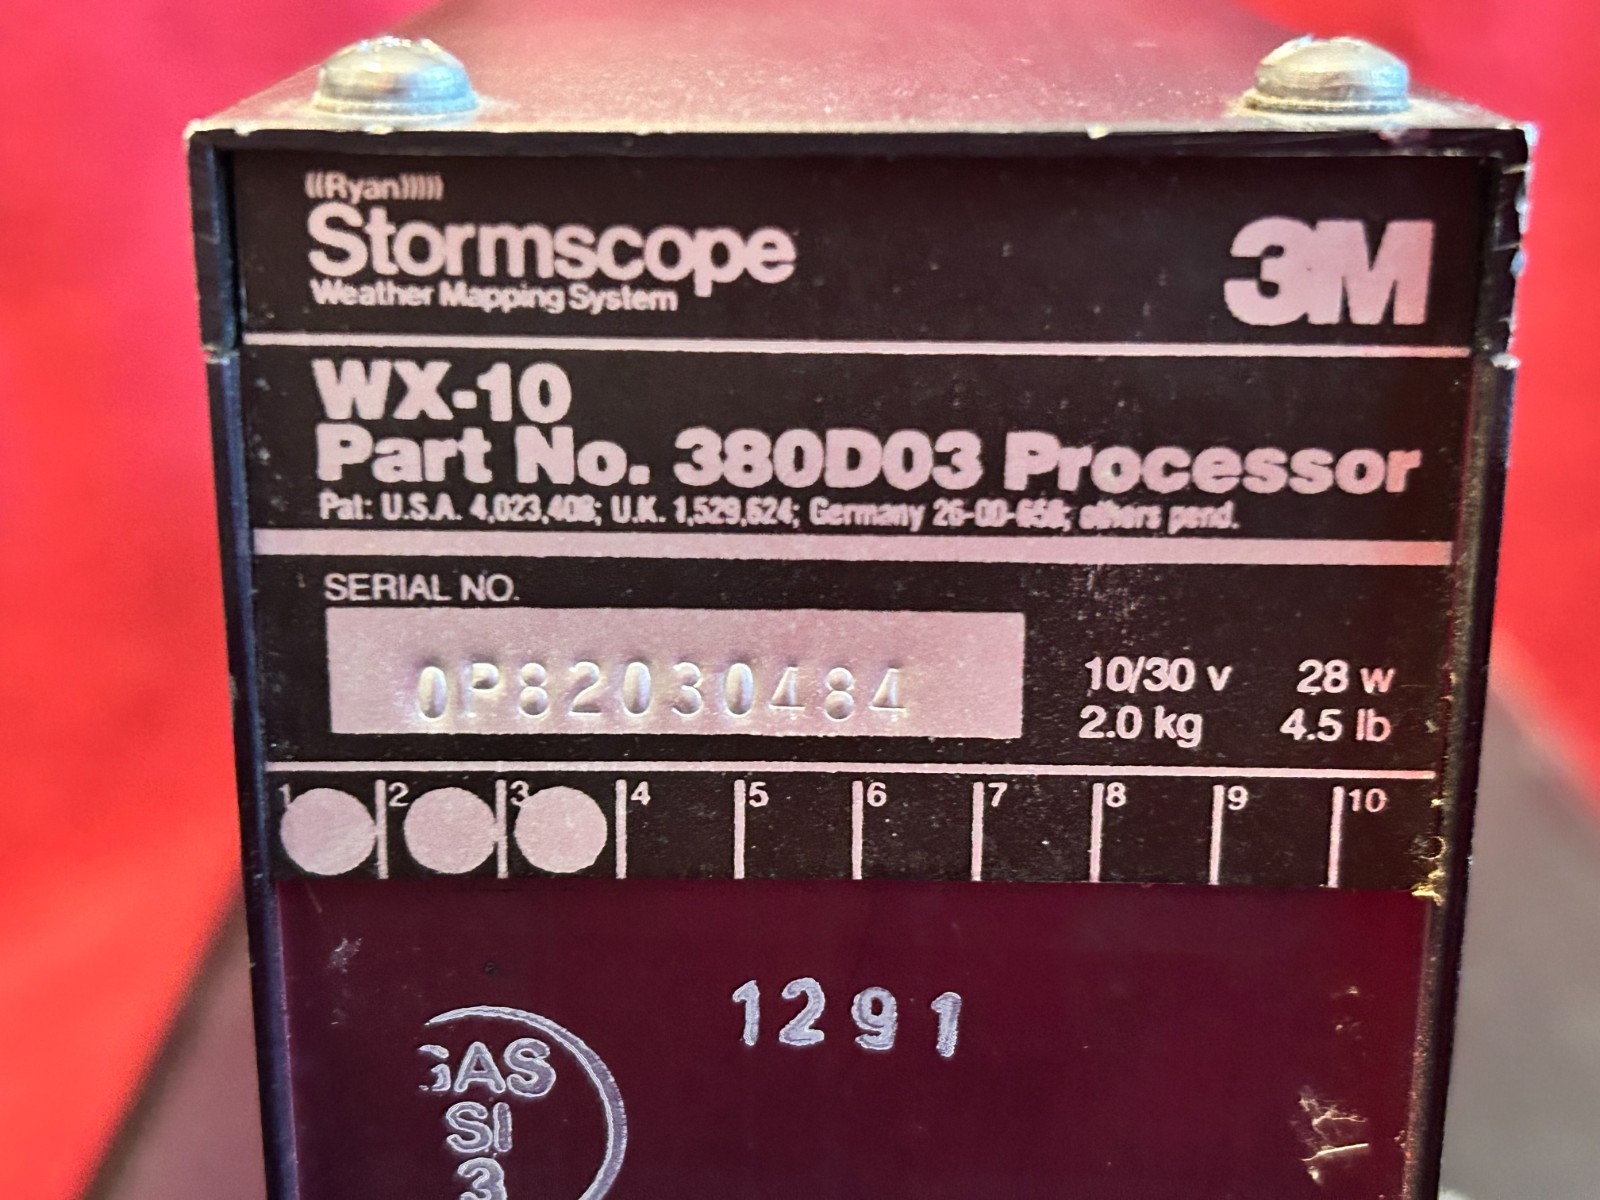 ((Ryan)))))
Stormscope
Weather Mapping System
3M
WX-10
Part No. 380D03 Processor
Pat: U.S.A. 4,023,408; U.K. 1,529,624; Germany 26-00-658; others pend.
SERIAL NO.
0P82030484
10/30 v 28 w
2.0 kg 4.5 lb
1 2 3 4 5 6 7 8 9 10
1291
SI
3